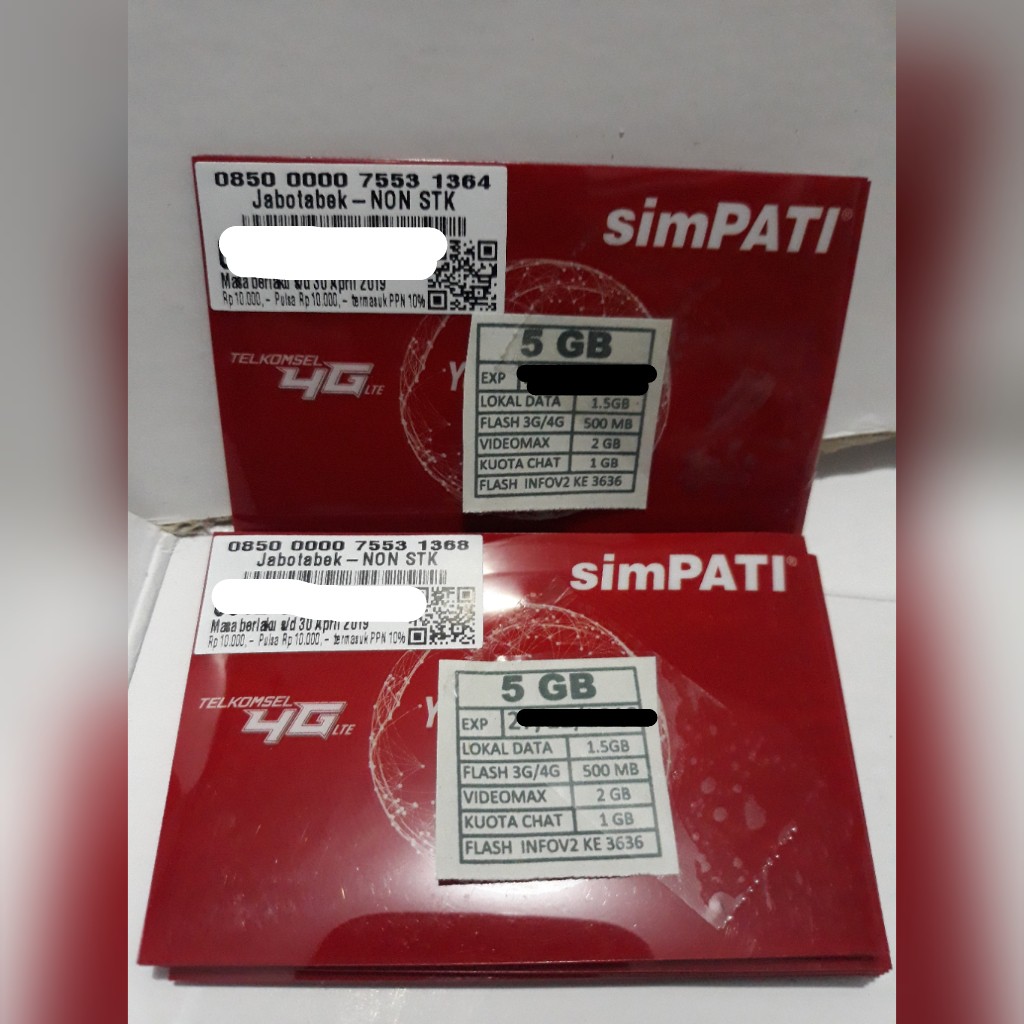 0850 0000 7553 1364
Jabotabek – NON STK
Masa berlaku s/d 30 April 2019
Rp 10.000,- Pulsa Rp 10.000,- termasuk PPN 10%
simPATI®
TELKOMSEL
4G LTE
Y
5 GB
EXP
LOKAL DATA 1.5GB
FLASH 3G/4G 500 MB
VIDEOMAX 2 GB
KUOTA CHAT 1 GB
FLASH INFOV2 KE 3636
0850 0000 7553 1368
Jabotabek – NON STK
Masa berlaku s/d 30 April 2019
Rp 10.000,- Pulsa Rp 10.000,- termasuk PPN 10%
simPATI®
TELKOMSEL
4G LTE
Y
5 GB
EXP
LOKAL DATA 1.5GB
FLASH 3G/4G 500 MB
VIDEOMAX 2 GB
KUOTA CHAT 1 GB
FLASH INFOV2 KE 3636